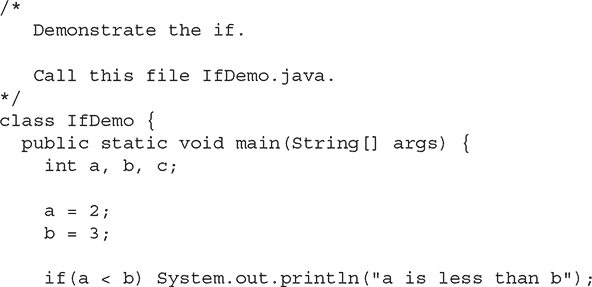 /*
   Demonstrate the if.

   Call this file IfDemo.java.
*/
class IfDemo {
  public static void main(String[] args) {
    int a, b, c;

    a = 2;
    b = 3;

    if(a < b) System.out.println("a is less than b");